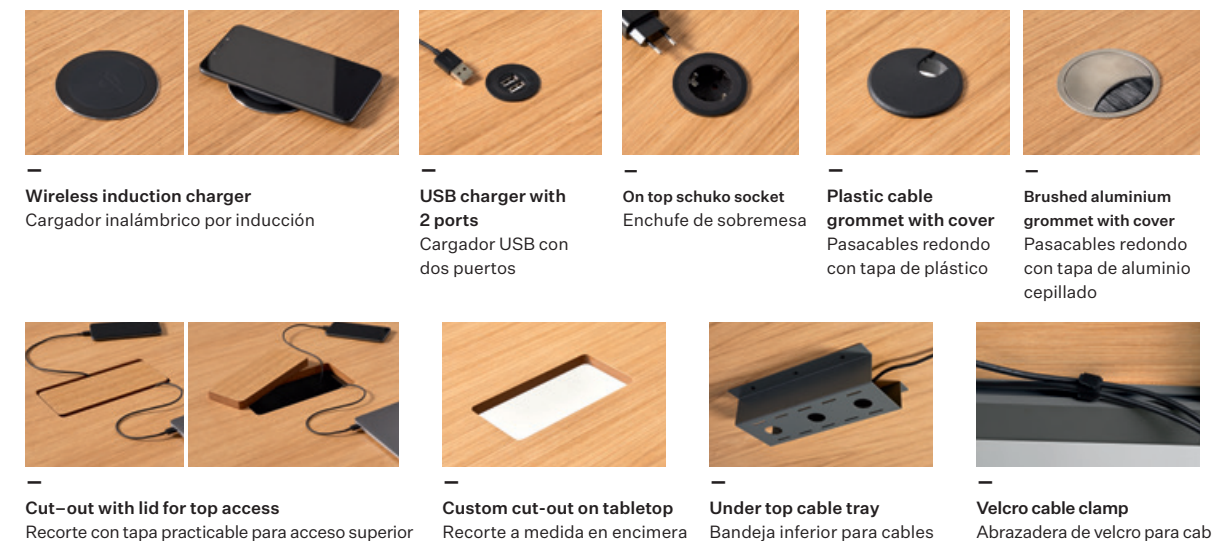 Wireless induction charger
Cargador inalámbrico por inducción
USB charger with
2 ports
Cargador USB con
dos puertos
On top schuko socket
Enchufe de sobremesa
Plastic cable
grommet with cover
Pasacables redondo
con tapa de plástico
Brushed aluminium
grommet with cover
Pasacables redondo
con tapa de aluminio
cepillado
Cut–out with lid for top access
Recorte con tapa practicable para acceso superior
Custom cut-out on tabletop
Recorte a medida en encimera
Under top cable tray
Bandeja inferior para cables
Velcro cable clamp
Abrazadera de velcro para cab